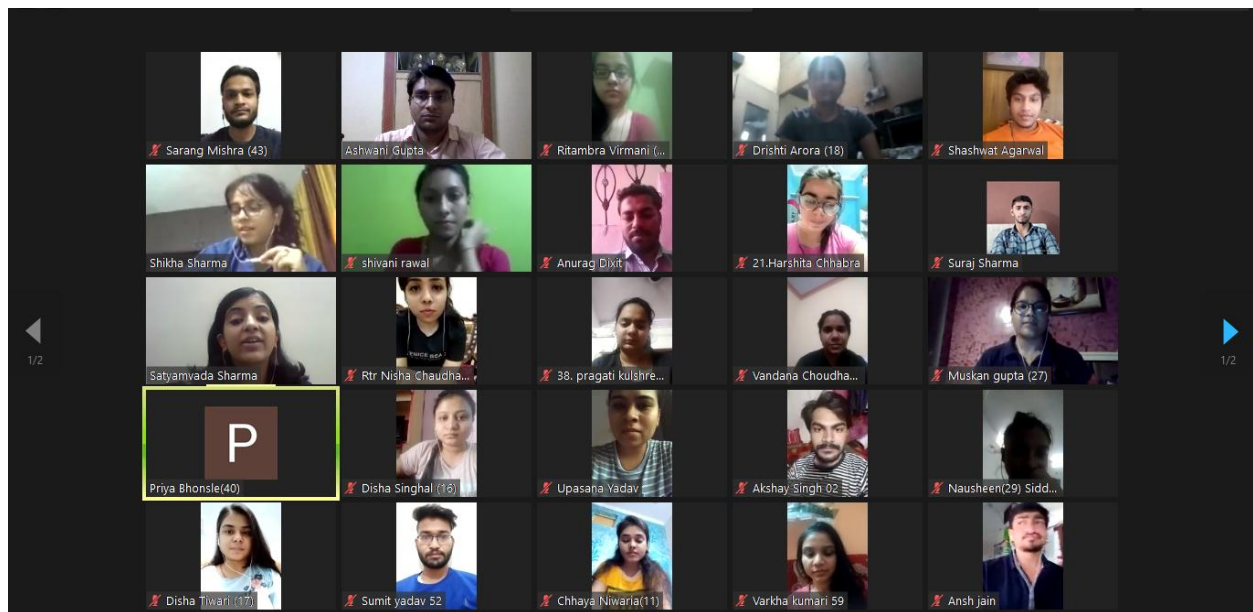 Sarang Mishra (43)
Ashwani Gupta
Ritambra Virmani (...
Drishti Arora (18)
Shashwat Agarwal
Shikha Sharma
shivani rawal
Anurag Dixit
21.Harshita Chhabra
Suraj Sharma
Satyamvada Sharma
Rtr Nisha Chaudha...
38. pragati kulshre...
Vandana Choudha...
Muskan gupta (27)
1/2
1/2
P
Priya Bhonsle(40)
Disha Singhal (16)
Upasana Yadav
Akshay Singh 02
Nausheen(29) Sidd...
Disha Tiwari (17)
Sumit yadav 52
Chhaya Niwaria(11)
Varkha kumari 59
Ansh jain